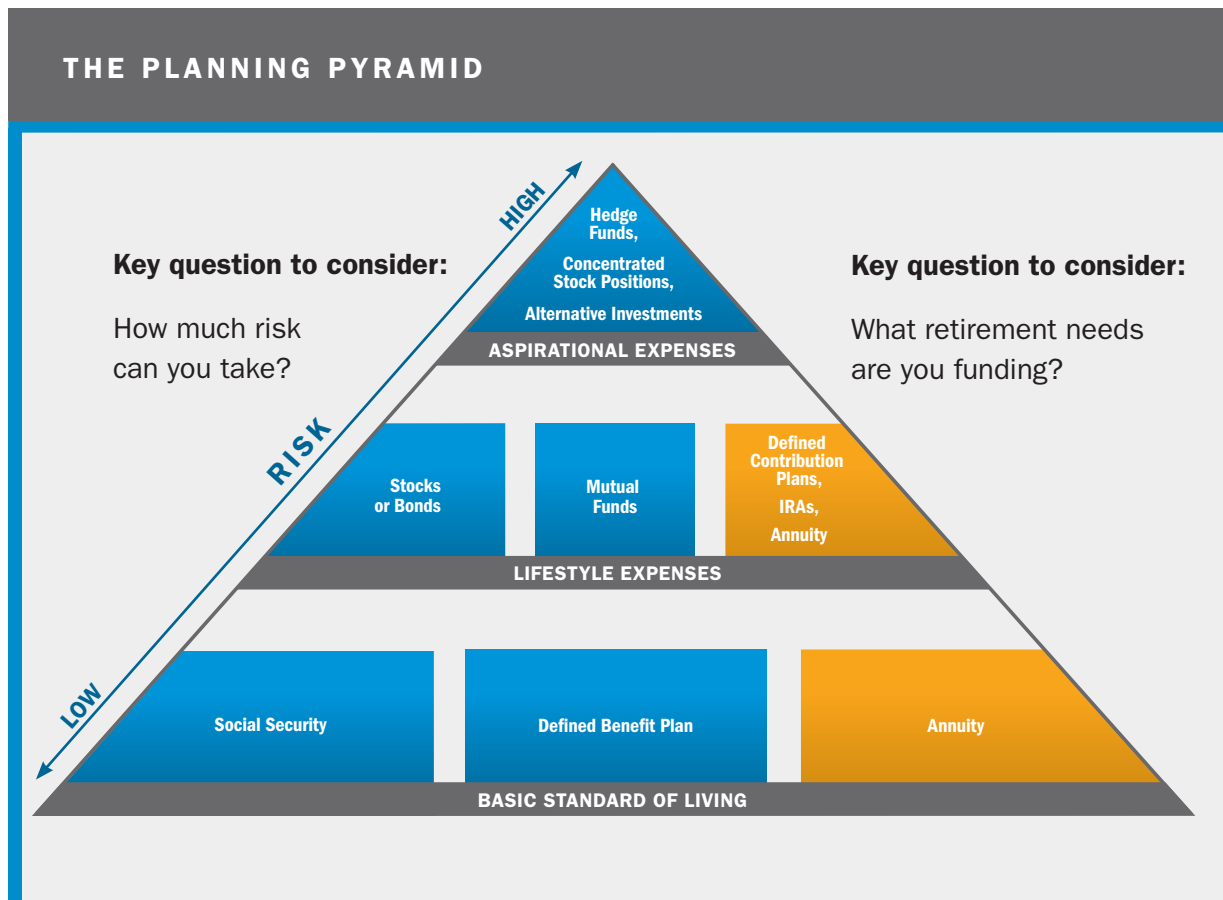 THE PLANNING PYRAMID
HIGH
Key question to consider:
How much risk
can you take?
RISK
LOW
Key question to consider:
What retirement needs
are you funding?
Hedge
Funds,
Concentrated
Stock Positions,
Alternative Investments
ASPIRATIONAL EXPENSES
Stocks
or Bonds
Mutual
Funds
Defined
Contribution
Plans,
IRAs,
Annuity
LIFESTYLE EXPENSES
Social Security
Defined Benefit Plan
Annuity
BASIC STANDARD OF LIVING